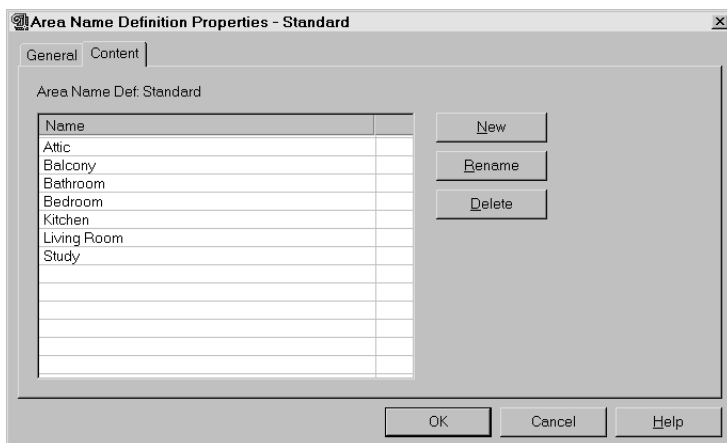 Area Name Definition Properties - Standard
General Content
Area Name Def: Standard
Name
Attic
Balcony
Bathroom
Bedroom
Kitchen
Living Room
Study
New
Rename
Delete
OK Cancel Help